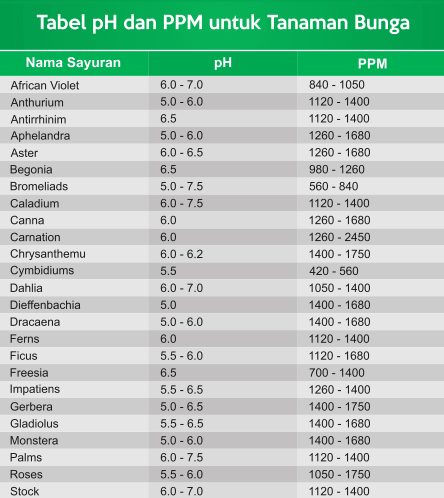 Tabel pH dan PPM untuk Tanaman Bunga
Nama Sayuran pH PPM
African Violet 6.0 - 7.0 840 - 1050
Anthurium 5.0 - 6.0 1120 - 1400
Antirrhinim 6.5 1120 - 1400
Aphelandra 5.0 - 6.0 1260 - 1680
Aster 6.0 - 6.5 1260 - 1680
Begonia 6.5 980 - 1260
Bromeliads 5.0 - 7.5 560 - 840
Caladium 6.0 - 7.5 1120 - 1400
Canna 6.0 1260 - 1680
Carnation 6.0 1260 - 2450
Chrysanthemu 6.0 - 6.2 1400 - 1750
Cymbidiums 5.5 420 - 560
Dahlia 6.0 - 7.0 1050 - 1400
Dieffenbachia 5.0 1400 - 1680
Dracaena 5.0 - 6.0 1400 - 1680
Ferns 6.0 1120 - 1400
Ficus 5.5 - 6.0 1120 - 1680
Freesia 6.5 700 - 1400
Impatiens 5.5 - 6.5 1260 - 1400
Gerbera 5.0 - 6.5 1400 - 1750
Gladiolus 5.5 - 6.5 1400 - 1680
Monstera 5.0 - 6.0 1400 - 1680
Palms 6.0 - 7.5 1120 - 1400
Roses 5.5 - 6.0 1050 - 1750
Stock 6.0 - 7.0 1120 - 1400